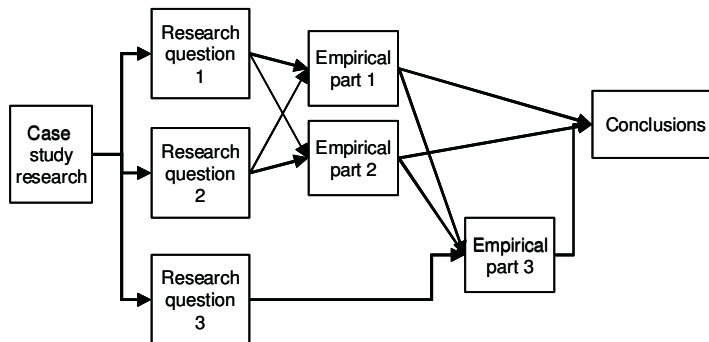 Research
question
1
Empirical
part 1
Conclusions
Case
study
research
Research
question
2
Empirical
part 2
Empirical
part 3
Research
question
3